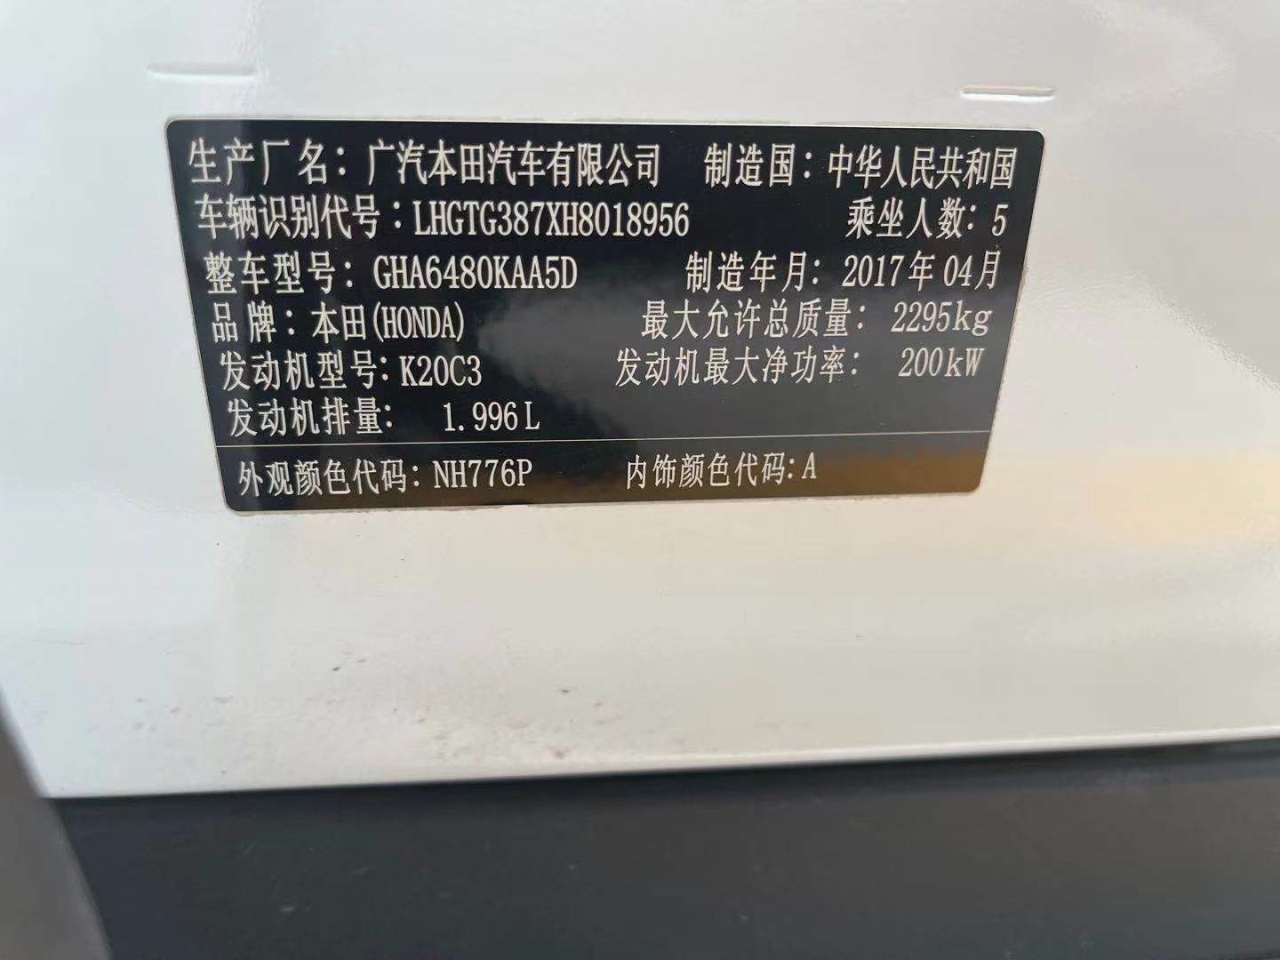 生产厂名：广汽本田汽车有限公司 制造国：中华人民共和国
车辆识别代号：LHGTG387XH8018956 乘坐人数：5
整车型号：GHA6480KAA5D 制造年月：2017年04月
品牌：本田(HONDA) 最大允许总质量：2295kg
发动机型号：K20C3 发动机最大净功率：200kW
发动机排量：1.996L
外观颜色代码：NH776P 内饰颜色代码：A